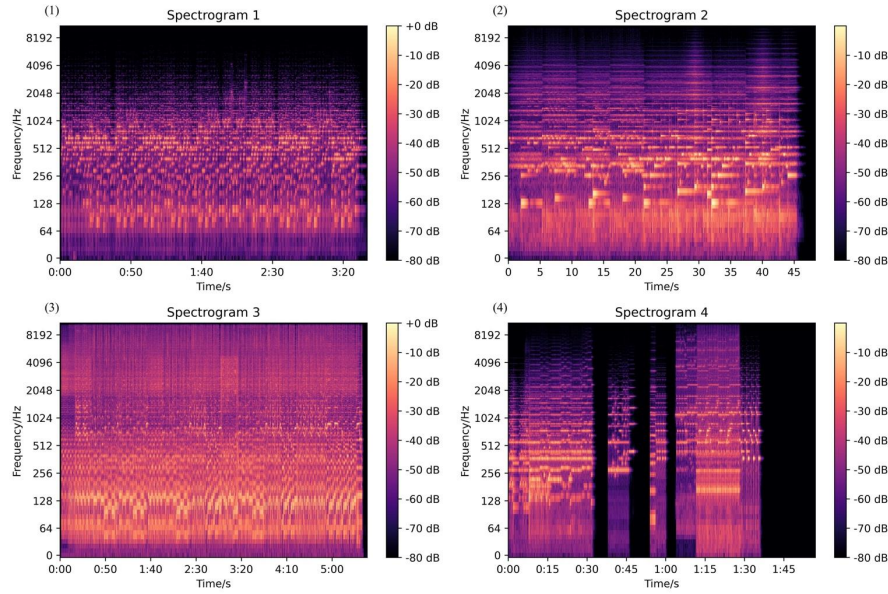 (1)
Spectrogram 1
Frequency/Hz
8192
4096
2048
1024
512
256
128
64
0
0:00 0:50 1:40 2:30 3:20
Time/s
+0 dB
-10 dB
-20 dB
-30 dB
-40 dB
-50 dB
-60 dB
-70 dB
-80 dB
(2)
Spectrogram 2
Frequency/Hz
8192
4096
2048
1024
512
256
128
64
0
0 5 10 15 20 25 30 35 40 45
Time/s
-10 dB
-20 dB
-30 dB
-40 dB
-50 dB
-60 dB
-70 dB
-80 dB
(3)
Spectrogram 3
Frequency/Hz
8192
4096
2048
1024
512
256
128
64
0
0:00 0:50 1:40 2:30 3:20 4:10 5:00
Time/s
+0 dB
-10 dB
-20 dB
-30 dB
-40 dB
-50 dB
-60 dB
-70 dB
-80 dB
(4)
Spectrogram 4
Frequency/Hz
8192
4096
2048
1024
512
256
128
64
0
0:00 0:15 0:30 0:45 1:00 1:15 1:30 1:45
Time/s
-10 dB
-20 dB
-30 dB
-40 dB
-50 dB
-60 dB
-70 dB
-80 dB